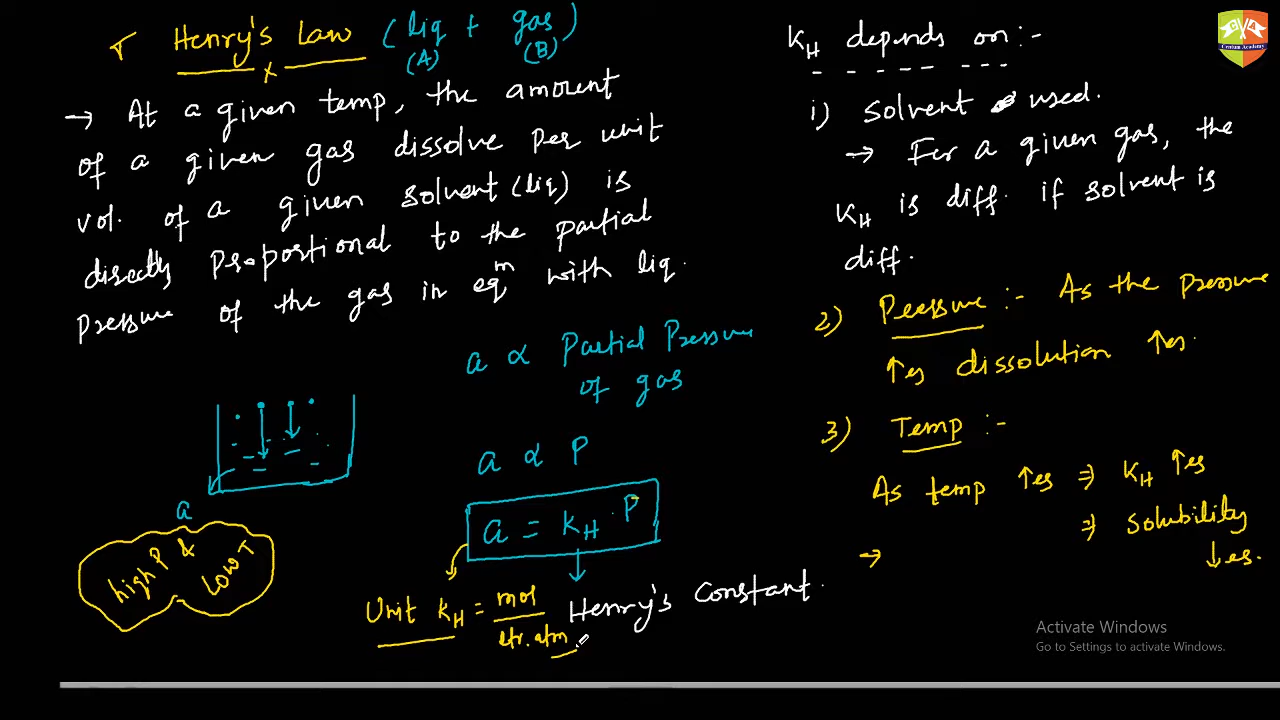 Henry's Law (liq + gas)
(A) (B)
→ At a given temp, the amount
of a given gas dissolve per unit
vol. of a given solvent (liq) is
directly proportional to the partial
pressure of the gas in eqm with liq.
a ∝ Partial Pressure
of gas
a ∝ P
a = KH · P
a
high P &
low T
Unit KH = mol
ltr. atm
Henry's Constant.
KH depends on :-
i) Solvent used.
→ For a given gas, the
KH is diff. if solvent is
diff.
2) Peessure :- As the pressure
↑es dissolution ↑es.
3) Temp :-
As temp ↑es ⇒ KH ↑es
⇒ Solubility
↓es.
→
Centum Academy
Activate Windows
Go to Settings to activate Windows.